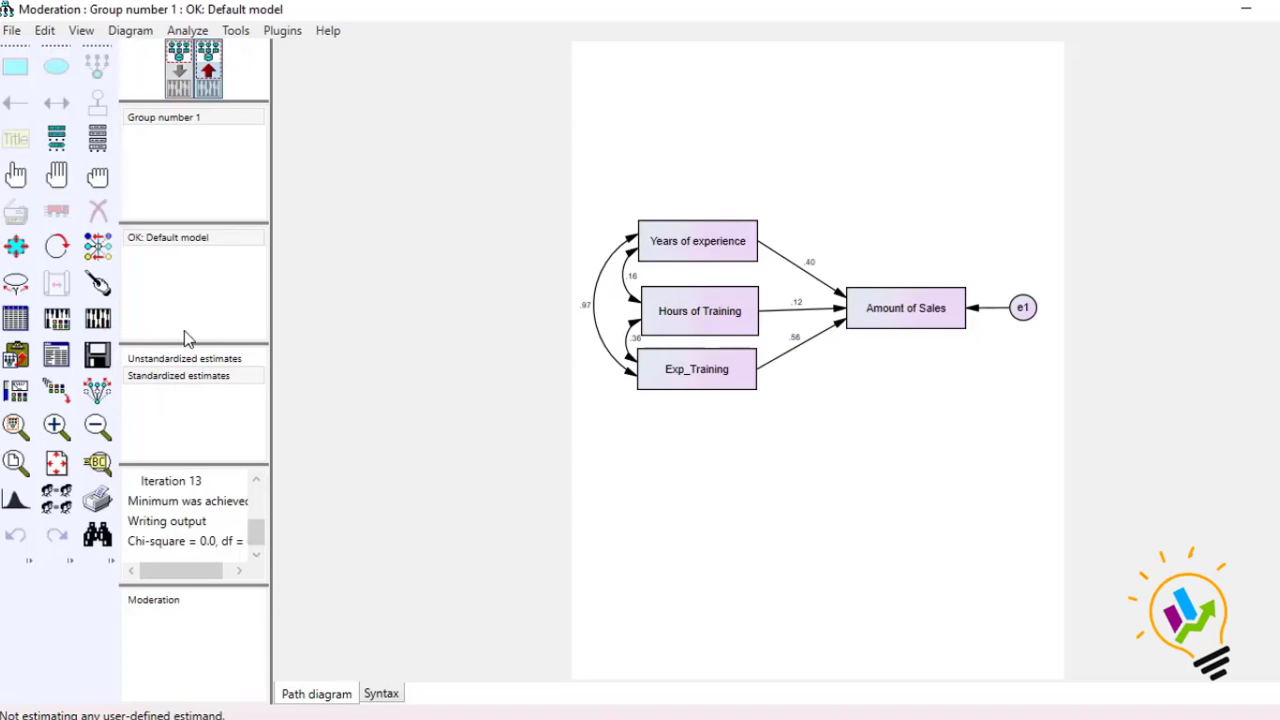 Moderation : Group number 1 : OK: Default model
File Edit View Diagram Analyze Tools Plugins Help
Title
Group number 1
OK: Default model
Unstandardized estimates
Standardized estimates
Iteration 13
Minimum was achieved
Writing output
Chi-square = 0.0, df =
Moderation
Years of experience
.40
.16
.97
Hours of Training
.12
Amount of Sales
e1
.36
.56
Exp_Training
Path diagram Syntax
Not estimating any user-defined estimand.